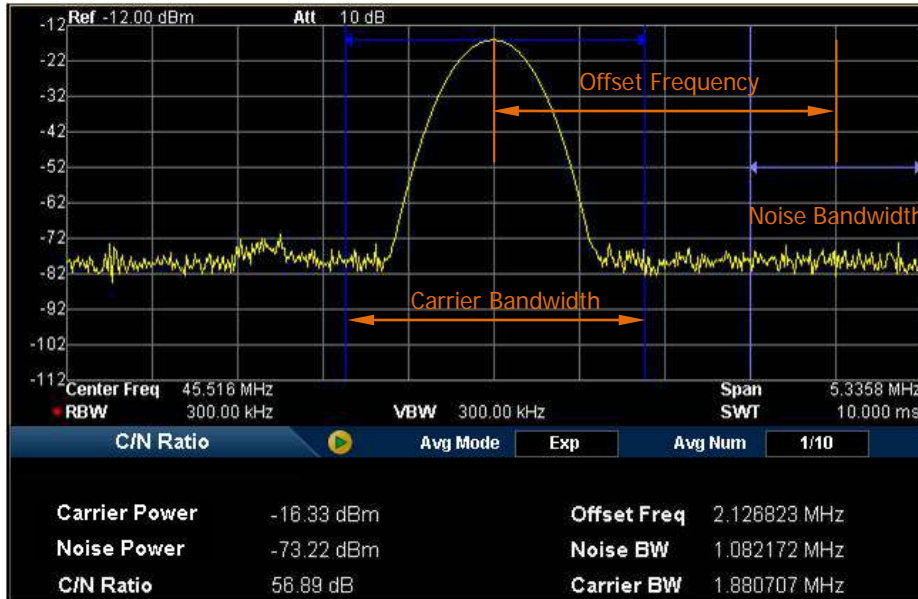 Ref -12.00 dBm Att 10 dB
-12
-22
-32
-42
-52
-62
-72
-82
-92
-102
-112
Offset Frequency
Noise Bandwidth
Carrier Bandwidth
Center Freq 45.516 MHz Span 5.3358 MHz
RBW 300.00 kHz VBW 300.00 kHz SWT 10.000 ms
C/N Ratio Avg Mode Exp Avg Num 1/10
Carrier Power -16.33 dBm Offset Freq 2.126823 MHz
Noise Power -73.22 dBm Noise BW 1.082172 MHz
C/N Ratio 56.89 dB Carrier BW 1.880707 MHz